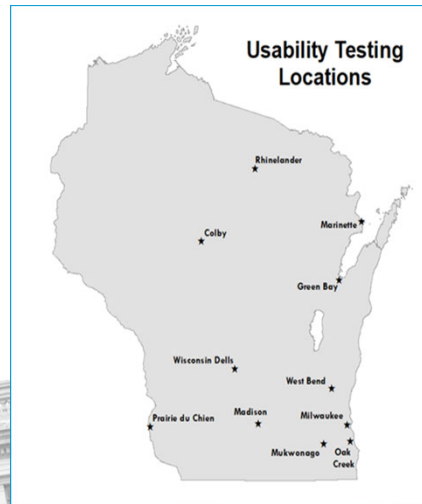 Usability Testing
Locations
Rhinelander
Marinette
Colby
Green Bay
Wisconsin Dells
West Bend
Prairie du Chien
Madison
Milwaukee
Mukwonago
Oak
Creek